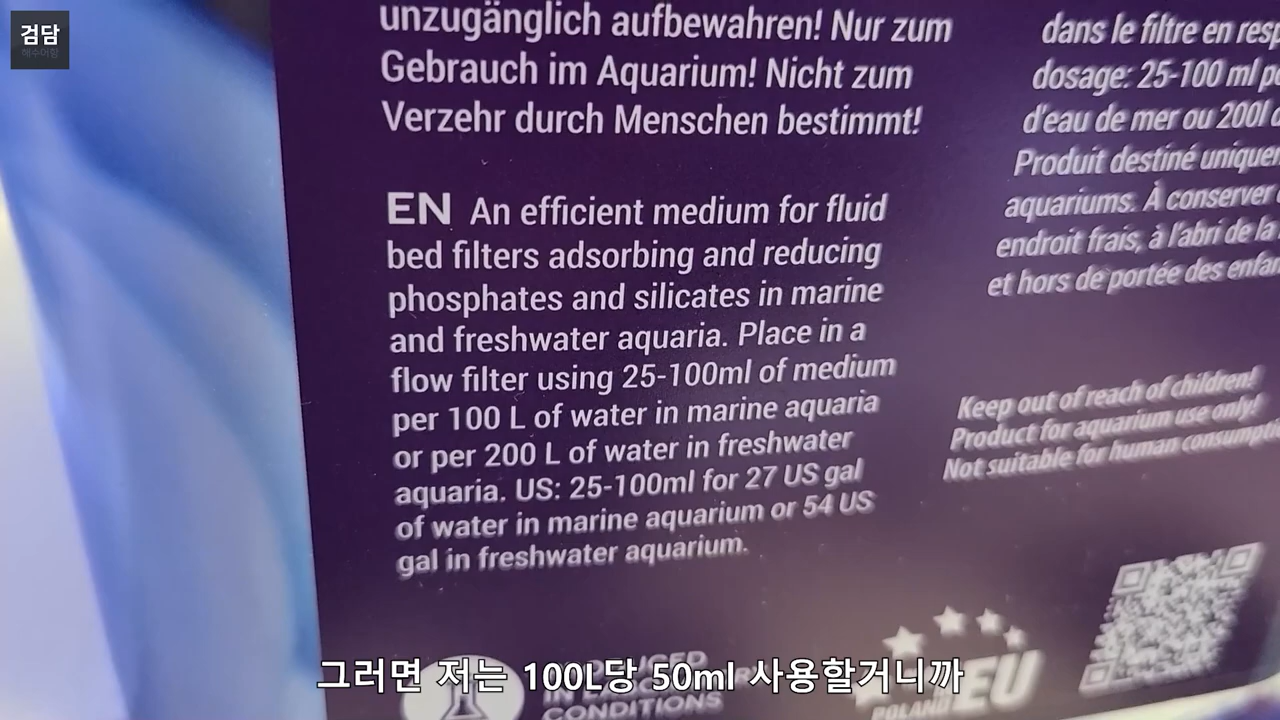 검담
해수어항
unzugänglich aufbewahren! Nur zum
Gebrauch im Aquarium! Nicht zum
Verzehr durch Menschen bestimmt!
EN An efficient medium for fluid
bed filters adsorbing and reducing
phosphates and silicates in marine
and freshwater aquaria. Place in a
flow filter using 25-100ml of medium
per 100 L of water in marine aquaria
or per 200 L of water in freshwater
aquaria. US: 25-100ml for 27 US gal
of water in marine aquarium or 54 US
gal in freshwater aquarium.
dans le filtre en
dosage: 25-100 ml
d'eau de mer ou 200l
Produit destiné
aquariums. À conserver
endroit frais, à l'abri de la
et hors de portée des
Keep out of reach of children!
Product for aquarium use only!
Not suitable for human
CONDITIONS
POLAND
EU
그러면 저는 100L당 50ml 사용할거니까